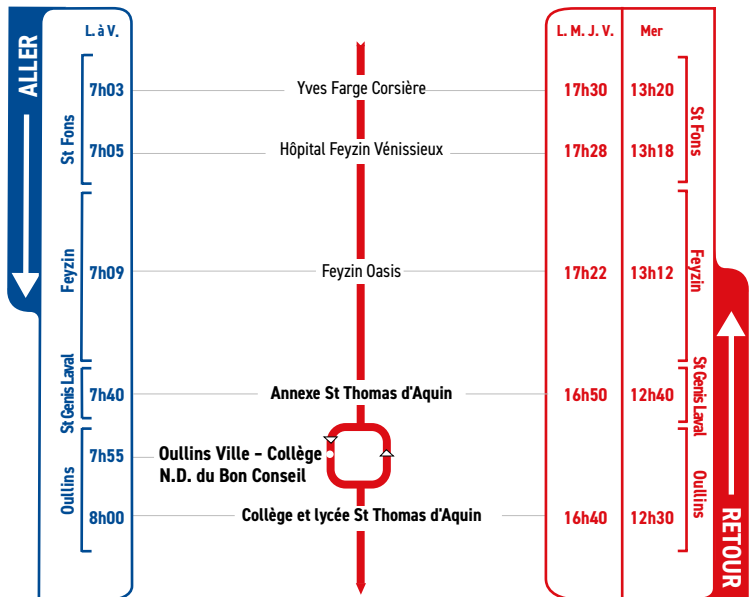 ALLER
L. à V.
L. M. J. V.
Mer
St Fons
7h03
Yves Farge Corsière
17h30
13h20
St Fons
7h05
Hôpital Feyzin Vénissieux
17h28
13h18
Feyzin
7h09
Feyzin Oasis
17h22
13h12
Feyzin
St Genis Laval
7h40
Annexe St Thomas d'Aquin
16h50
12h40
St Genis Laval
Oullins
7h55
Oullins Ville - Collège
N.D. du Bon Conseil
Oullins
8h00
Collège et lycée St Thomas d'Aquin
16h40
12h30
RETOUR